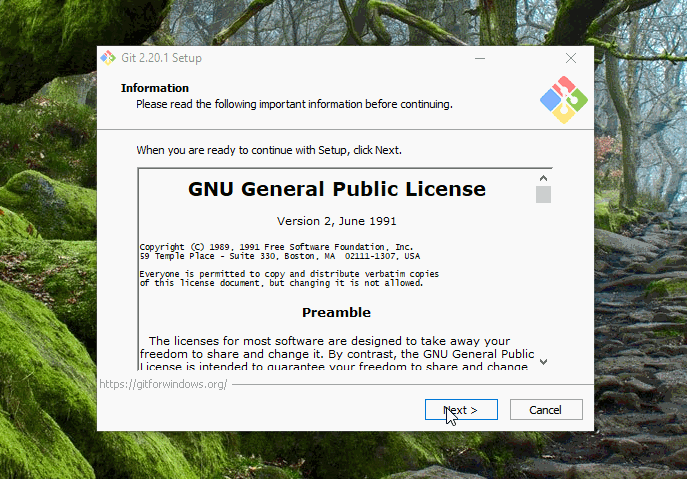 Git 2.20.1 Setup
Information
Please read the following important information before continuing.
When you are ready to continue with Setup, click Next.
GNU General Public License
Version 2, June 1991
Copyright (C) 1989, 1991 Free Software Foundation, Inc.
59 Temple Place - Suite 330, Boston, MA  02111-1307, USA
Everyone is permitted to copy and distribute verbatim copies
of this license document, but changing it is not allowed.
Preamble
The licenses for most software are designed to take away your
freedom to share and change it. By contrast, the GNU General Public
License is intended to guarantee your freedom to share and change
https://gitforwindows.org/
Next >
Cancel